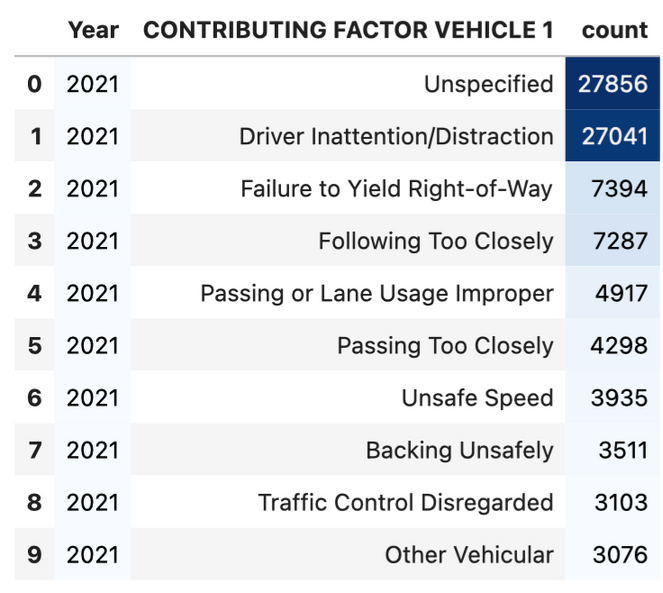 Year CONTRIBUTING FACTOR VEHICLE 1 count
0 2021 Unspecified 27856
1 2021 Driver Inattention/Distraction 27041
2 2021 Failure to Yield Right-of-Way 7394
3 2021 Following Too Closely 7287
4 2021 Passing or Lane Usage Improper 4917
5 2021 Passing Too Closely 4298
6 2021 Unsafe Speed 3935
7 2021 Backing Unsafely 3511
8 2021 Traffic Control Disregarded 3103
9 2021 Other Vehicular 3076